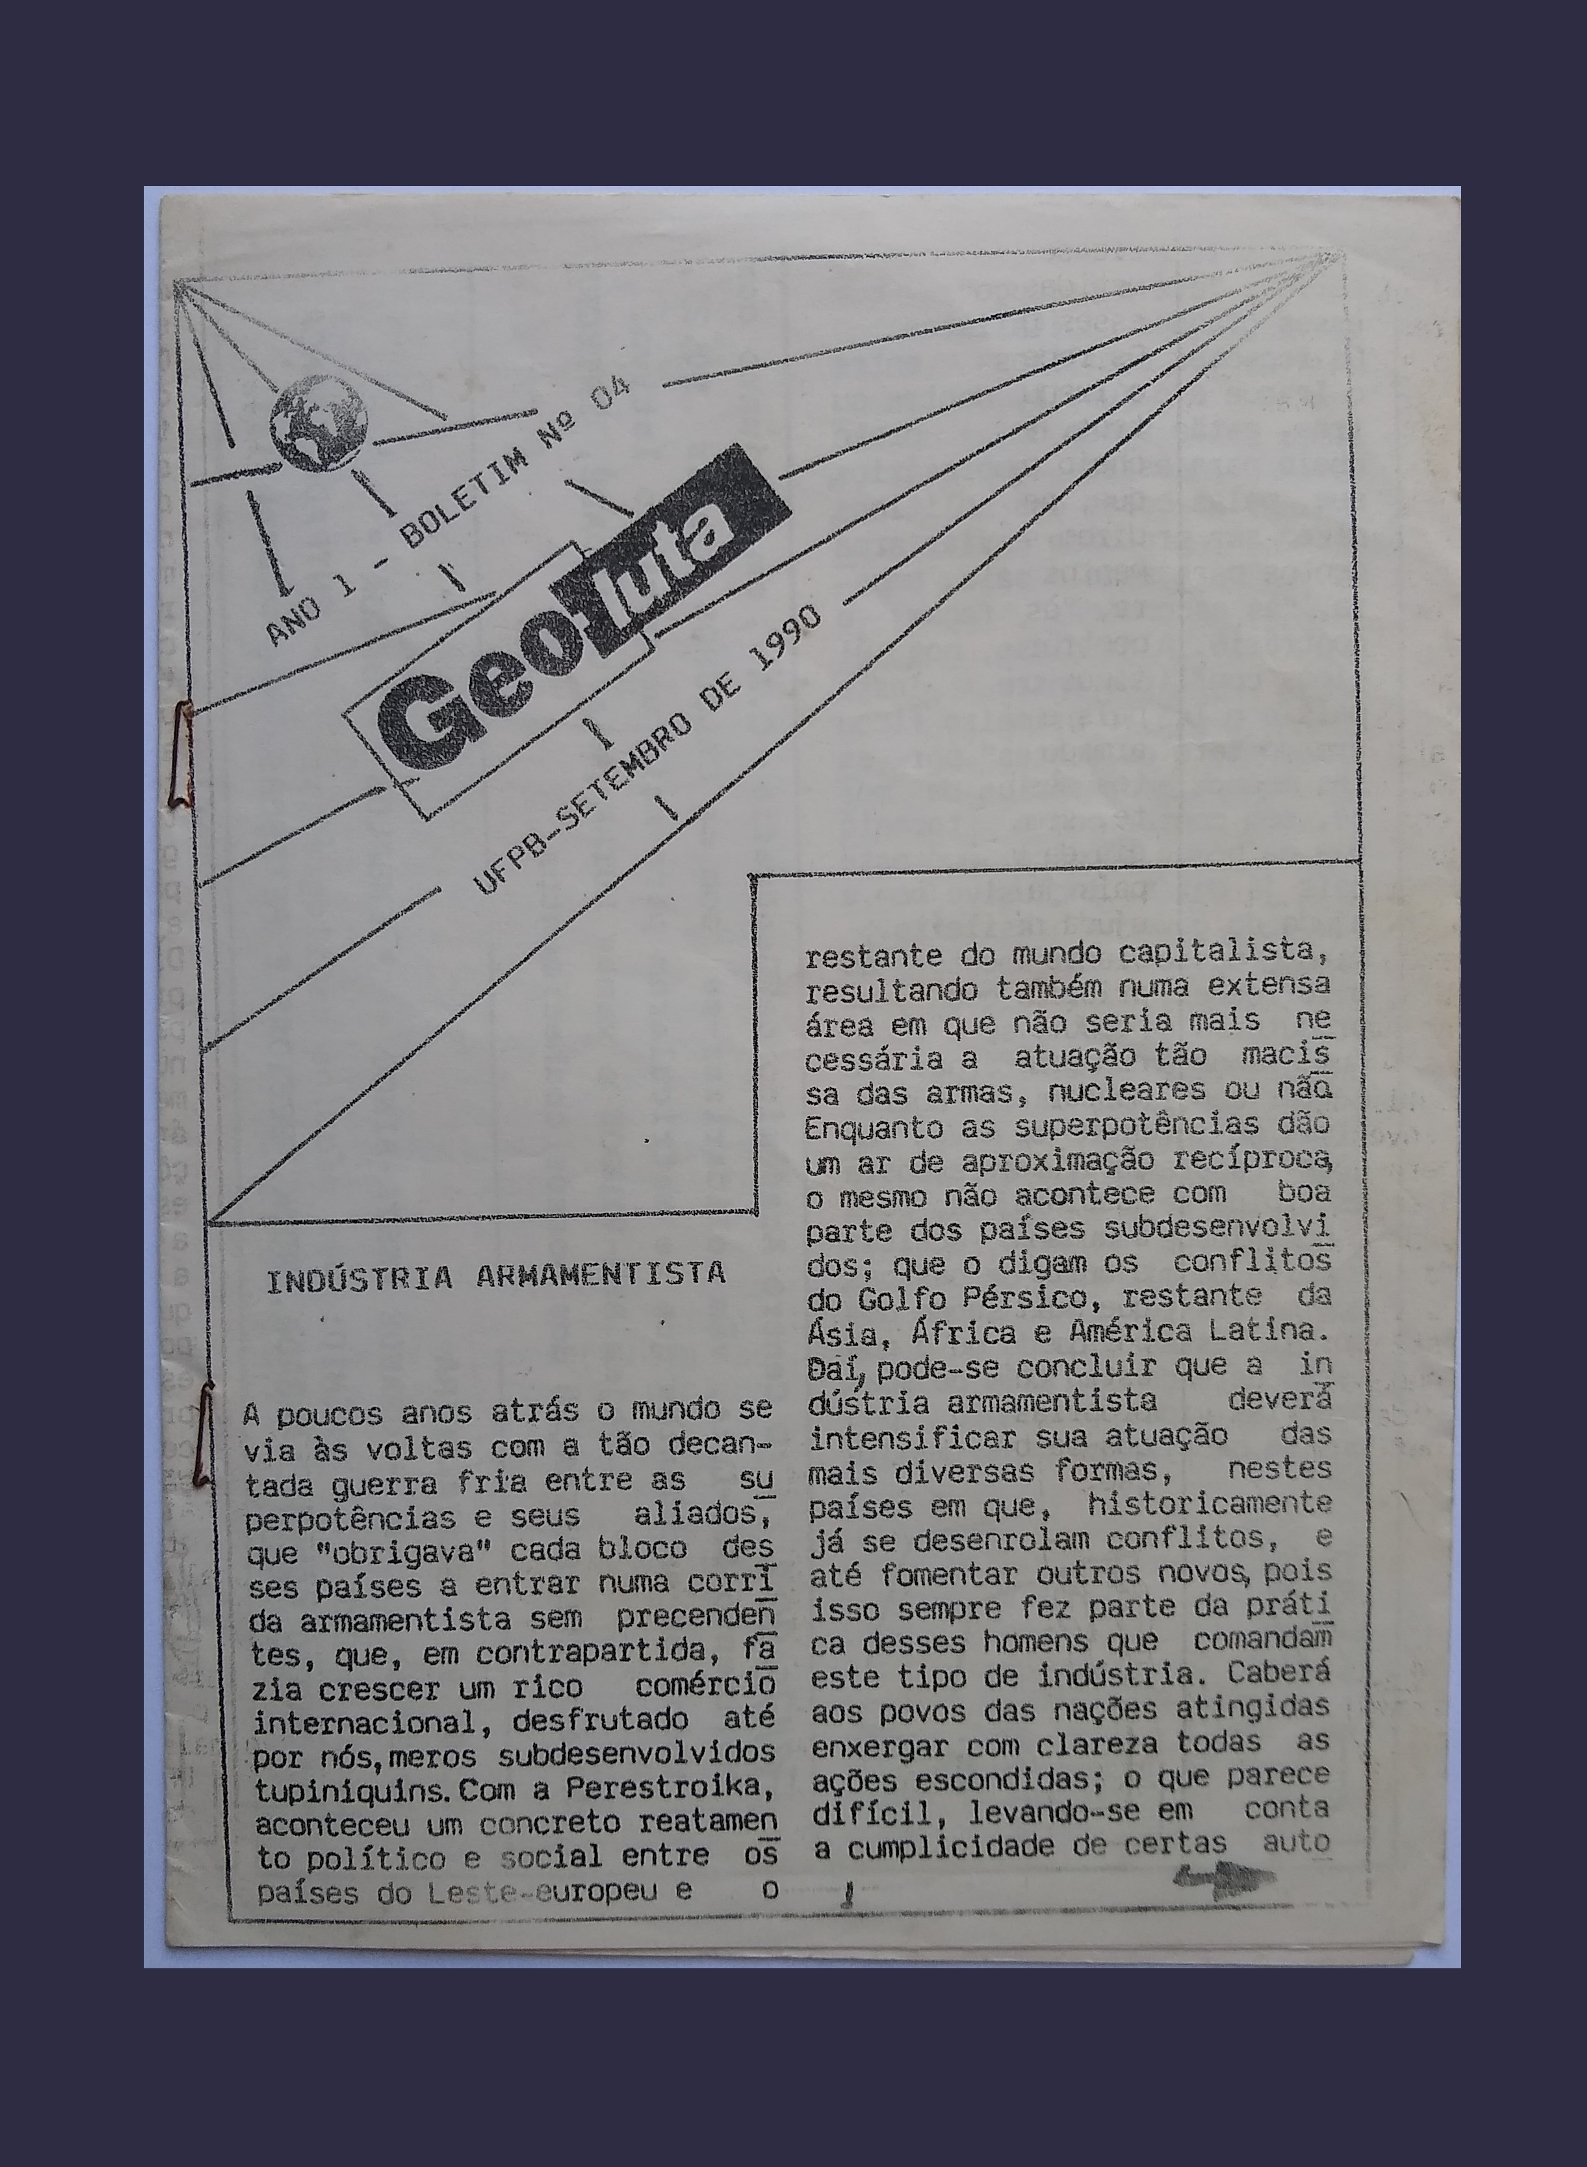 ANO 1 - BOLETIM Nº 04
Geo-luta
UFPB-SETEMBRO DE 1990
INDÚSTRIA ARMAMENTISTA
A poucos anos atrás o mundo se
via às voltas com a tão decan-
tada guerra fria entre as su
perpotências e seus aliados,
que "obrigava" cada bloco des
ses países a entrar numa corri
da armamentista sem precenden
tes, que, em contrapartida, fa
zia crescer um rico comércio
internacional, desfrutado até
por nós, meros subdesenvolvidos
tupiniquins. Com a Perestroika,
aconteceu um concreto reatamen
to político e social entre os
países do Leste-europeu e o
restante do mundo capitalista,
resultando também numa extensa
área em que não seria mais ne
cessária a atuação tão macis
sa das armas, nucleares ou não.
Enquanto as superpotências dão
um ar de aproximação recíproca,
o mesmo não acontece com boa
parte dos países subdesenvolvi
dos; que o digam os conflitos
do Golfo Pérsico, restante da
Ásia, África e América Latina.
Daí, pode-se concluir que a in
dústria armamentista deverá
intensificar sua atuação das
mais diversas formas, nestes
países em que, historicamente
já se desenrolam conflitos, e
até fomentar outros novos, pois
isso sempre fez parte da práti
ca desses homens que comandam
este tipo de indústria. Caberá
aos povos das nações atingidas
enxergar com clareza todas as
ações escondidas; o que parece
difícil, levando-se em conta
a cumplicidade de certas auto
1